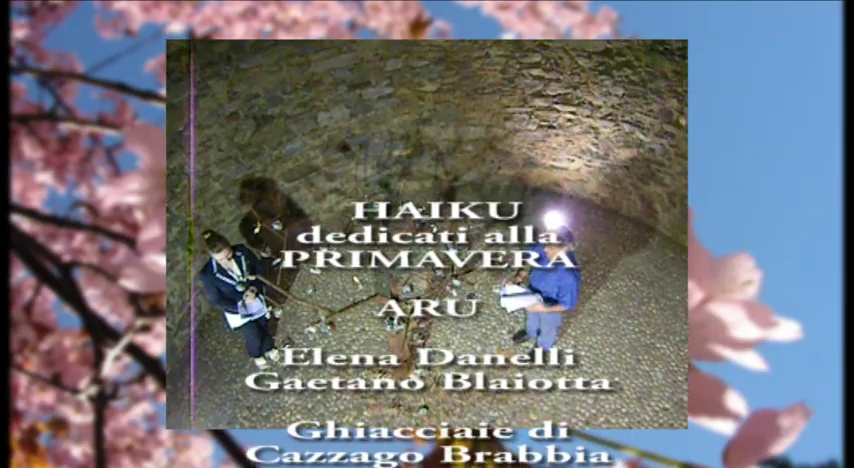 HAIKU
dedicati alla
PRIMAVERA
ARU
Elena Danelli
Gaetano Blaiotta
Ghiacciaie di
Cazzago Brabbia